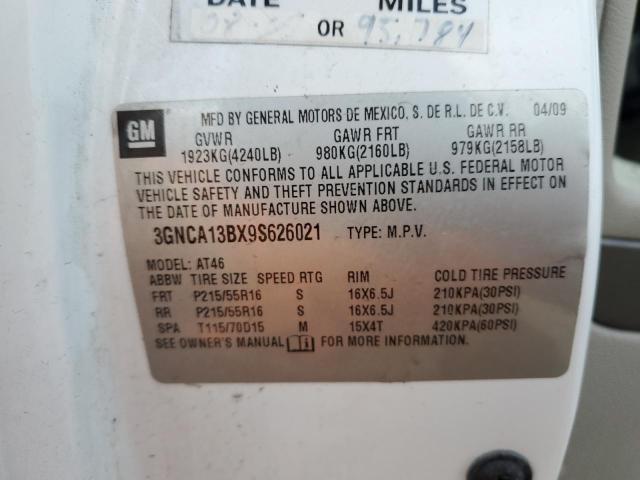 DATE MILES
OR 95,784
GM
MFD BY GENERAL MOTORS DE MEXICO, S. DE R.L. DE C.V. 04/09
GVWR GAWR FRT GAWR RR
1923KG(4240LB) 980KG(2160LB) 979KG(2158LB)
THIS VEHICLE CONFORMS TO ALL APPLICABLE U.S. FEDERAL MOTOR
VEHICLE SAFETY AND THEFT PREVENTION STANDARDS IN EFFECT ON
THE DATE OF MANUFACTURE SHOWN ABOVE.
3GNCA13BX9S626021 TYPE: M.P.V.
MODEL: AT46
ABBW TIRE SIZE SPEED RTG RIM COLD TIRE PRESSURE
FRT P215/55R16 S 16X6.5J 210KPA(30PSI)
RR P215/55R16 S 16X6.5J 210KPA(30PSI)
SPA T115/70D15 M 15X4T 420KPA(60PSI)
SEE OWNER'S MANUAL FOR MORE INFORMATION.